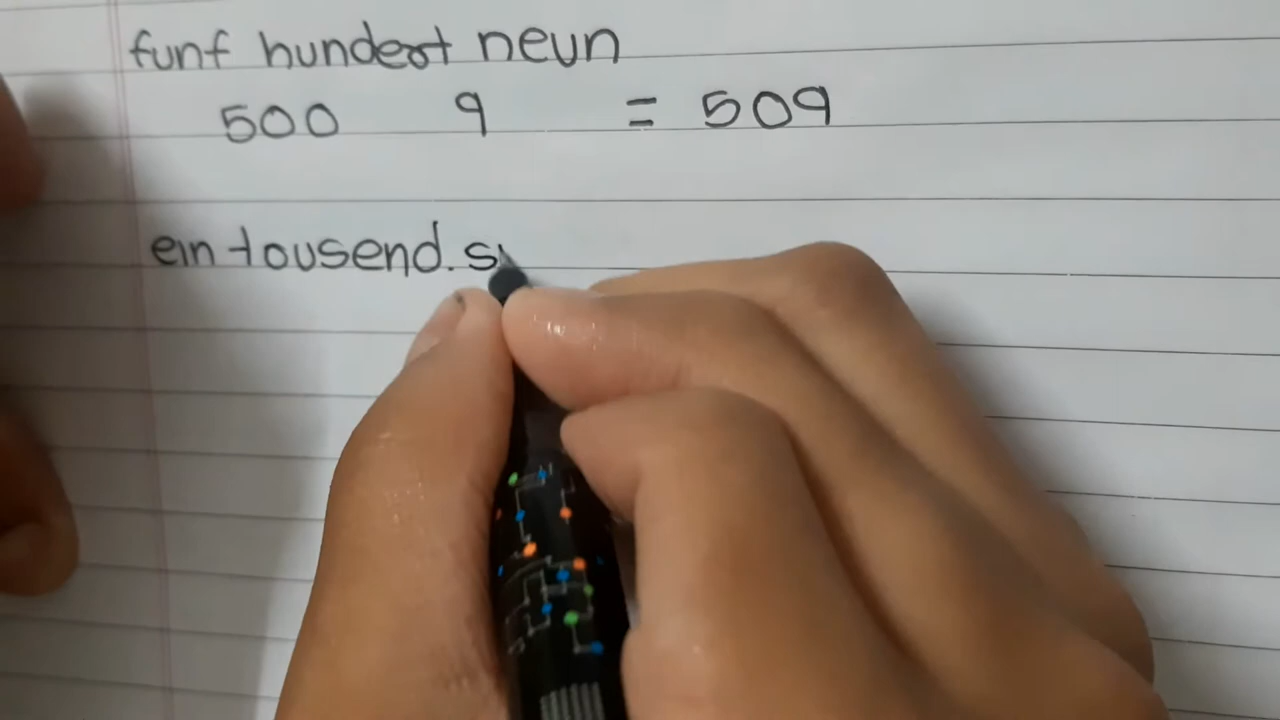 funf hundert neun
500 9 = 509
ein tousend. s